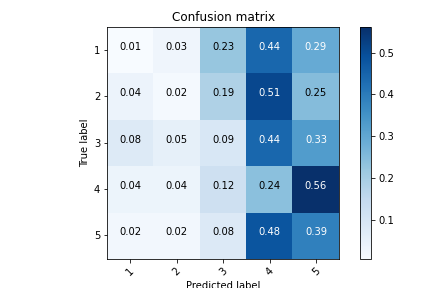 Confusion matrix
1 0.01 0.03 0.23 0.44 0.29
2 0.04 0.02 0.19 0.51 0.25
3 0.08 0.05 0.09 0.44 0.33
4 0.04 0.04 0.12 0.24 0.56
5 0.02 0.02 0.08 0.48 0.39
1 2 3 4 5
True label
Predicted label
0.5
0.4
0.3
0.2
0.1